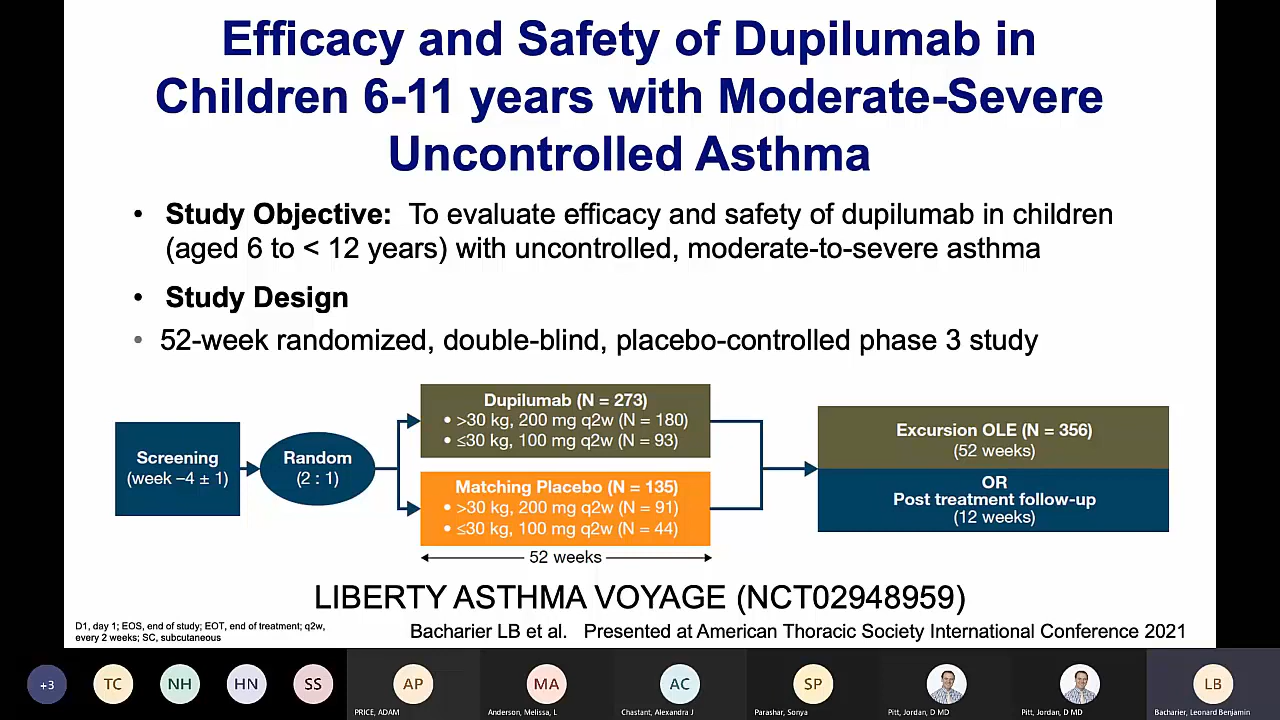 Efficacy and Safety of Dupilumab in
Children 6-11 years with Moderate-Severe
Uncontrolled Asthma
• Study Objective: To evaluate efficacy and safety of dupilumab in children
(aged 6 to < 12 years) with uncontrolled, moderate-to-severe asthma
• Study Design
• 52-week randomized, double-blind, placebo-controlled phase 3 study
Screening
(week –4 ± 1)
Random
(2 : 1)
Dupilumab (N = 273)
• >30 kg, 200 mg q2w (N = 180)
• ≤30 kg, 100 mg q2w (N = 93)
Matching Placebo (N = 135)
• >30 kg, 200 mg q2w (N = 91)
• ≤30 kg, 100 mg q2w (N = 44)
52 weeks
Excursion OLE (N = 356)
(52 weeks)
OR
Post treatment follow-up
(12 weeks)
LIBERTY ASTHMA VOYAGE (NCT02948959)
D1, day 1; EOS, end of study; EOT, end of treatment; q2w,
every 2 weeks; SC, subcutaneous
Bacharier LB et al. Presented at American Thoracic Society International Conference 2021
+3
TC
NH
HN
SS
AP
PRICE, ADAM
MA
Anderson, Melissa, L
AC
Chastant, Alexandra J
SP
Parashar, Sonya
Pitt, Jordan, D MD
Pitt, Jordan, D MD
LB
Bacharier, Leonard Benjamin